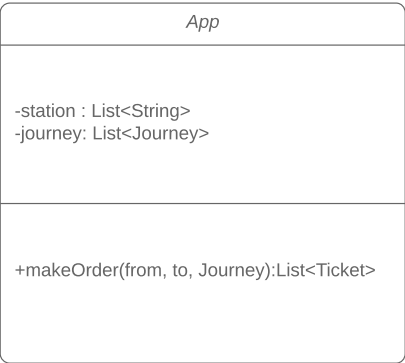 App
-station : List<String>
-journey: List<Journey>
+makeOrder(from, to, Journey):List<Ticket>